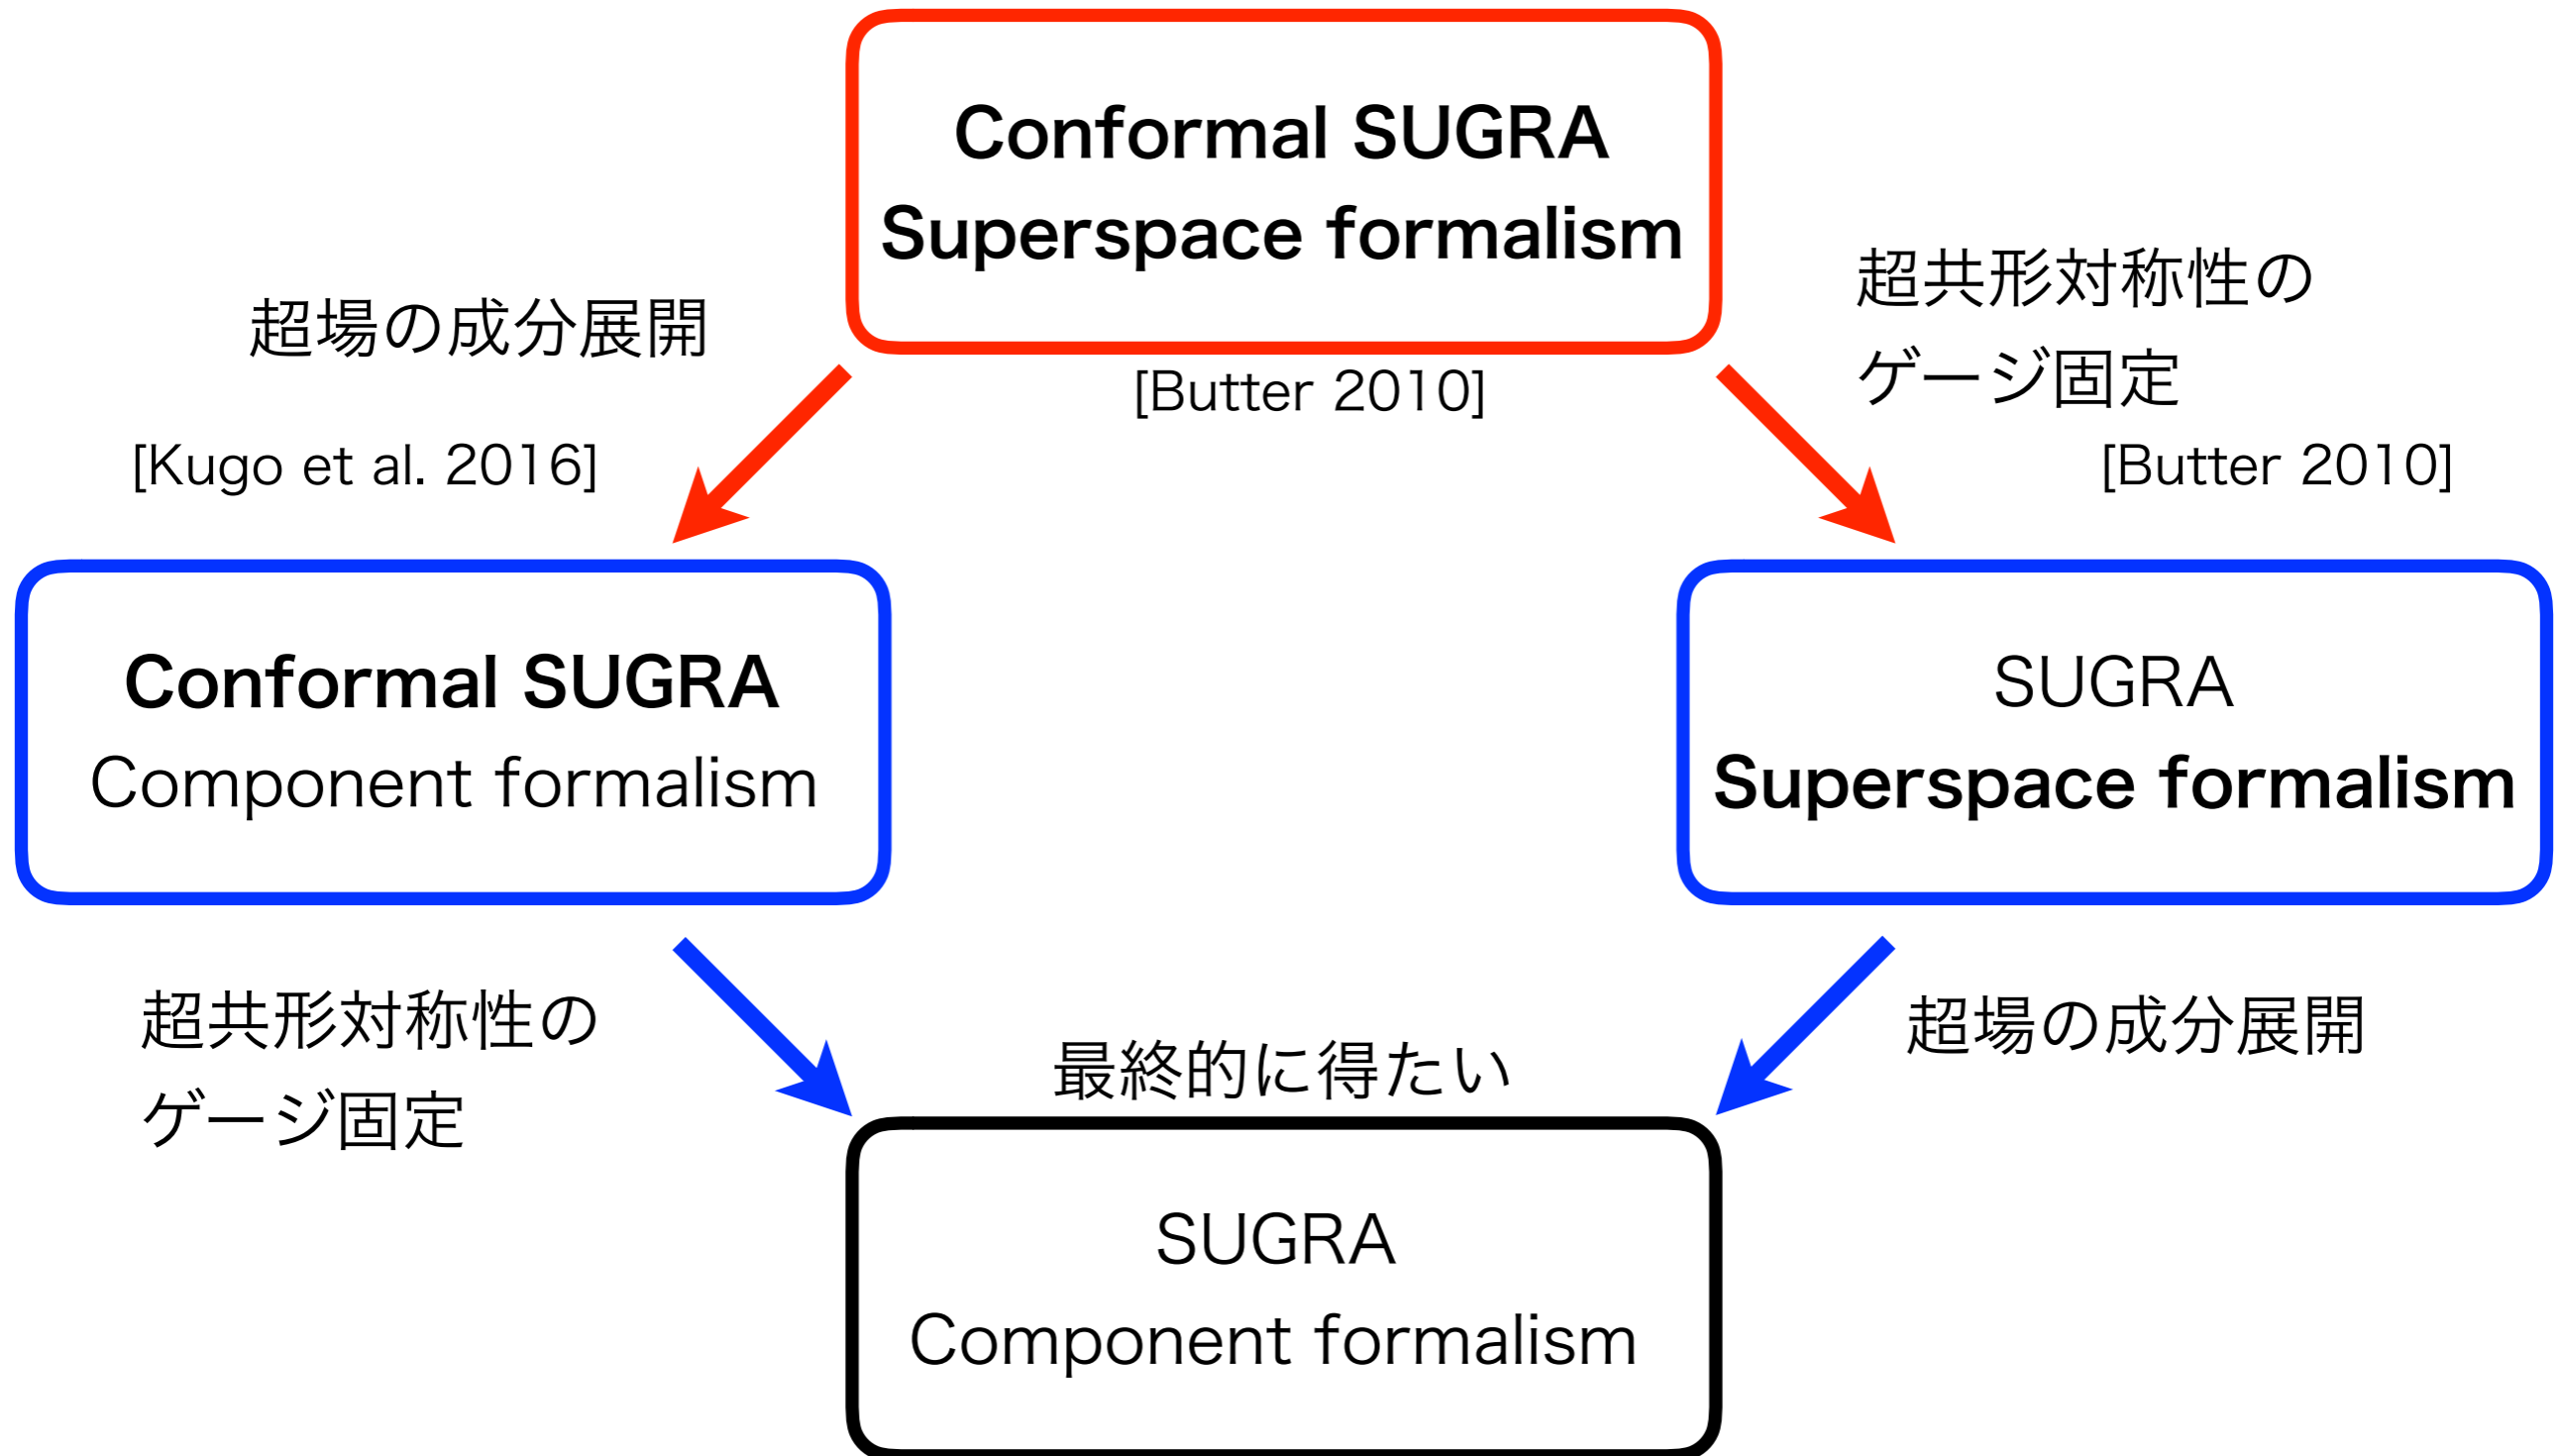 Conformal SUGRA
Superspace formalism
[Butter 2010]
超場の成分展開
[Kugo et al. 2016]
超共形対称性の
ゲージ固定
[Butter 2010]
Conformal SUGRA
Component formalism
SUGRA
Superspace formalism
超共形対称性の
ゲージ固定
超場の成分展開
最終的に得たい
SUGRA
Component formalism